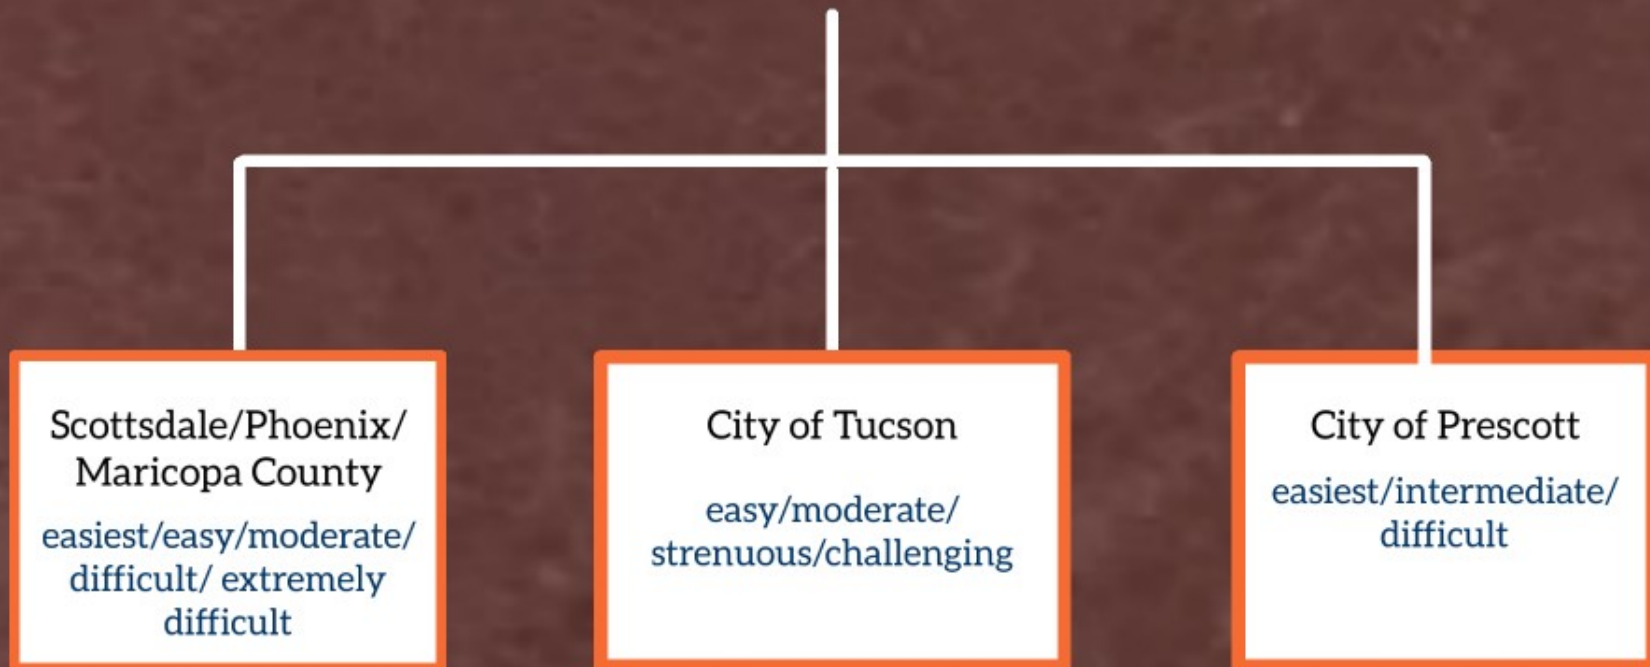 Scottsdale/Phoenix/
Maricopa County
easiest/easy/moderate/
difficult/ extremely
difficult
City of Tucson
easy/moderate/
strenuous/challenging
City of Prescott
easiest/intermediate/
difficult